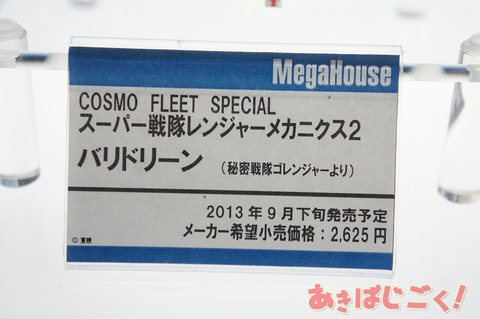 MegaHouse
COSMO FLEET SPECIAL
スーパー戦隊レンジャーメカニクス2
バリドリーン (秘密戦隊ゴレンジャーより)
2013年9月下旬発売予定
メーカー希望小売価格:2,625円
© 東映
あきばじごく!